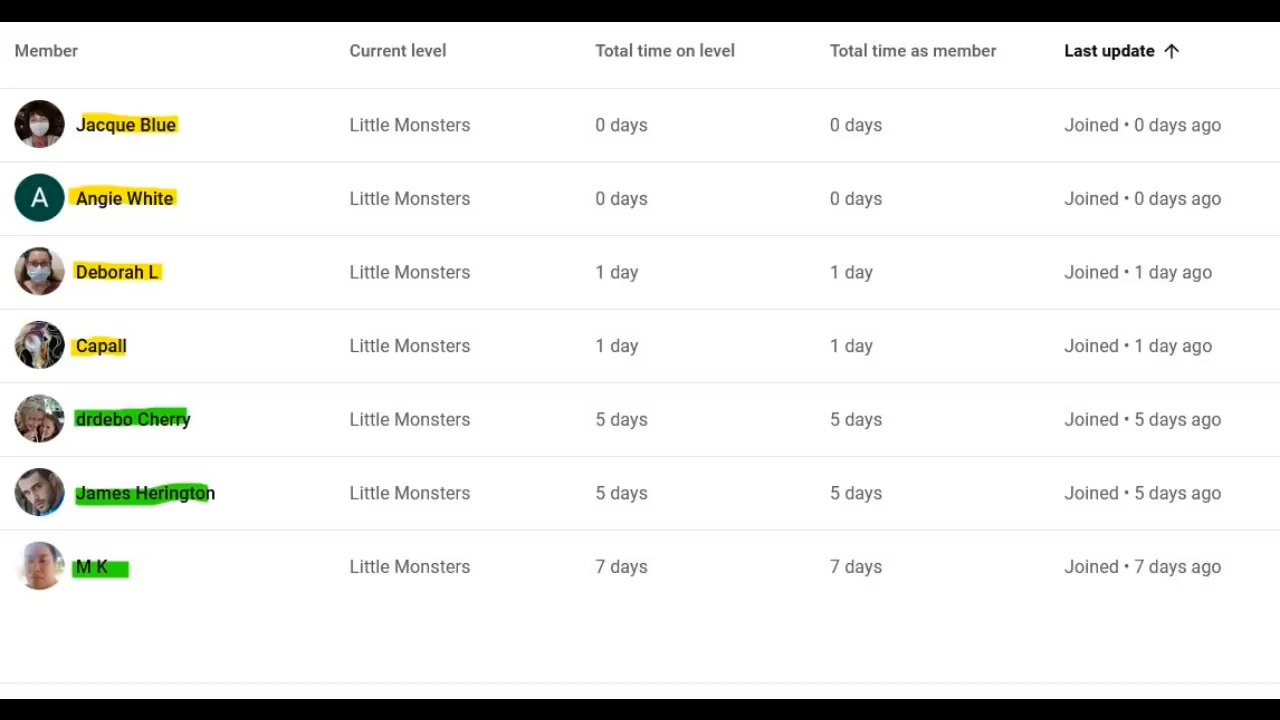 Member Current level Total time on level Total time as member Last update ↑
Jacque Blue Little Monsters 0 days 0 days Joined • 0 days ago
A Angie White Little Monsters 0 days 0 days Joined • 0 days ago
Deborah L Little Monsters 1 day 1 day Joined • 1 day ago
Capall Little Monsters 1 day 1 day Joined • 1 day ago
drdebo Cherry Little Monsters 5 days 5 days Joined • 5 days ago
James Herington Little Monsters 5 days 5 days Joined • 5 days ago
M K Little Monsters 7 days 7 days Joined • 7 days ago